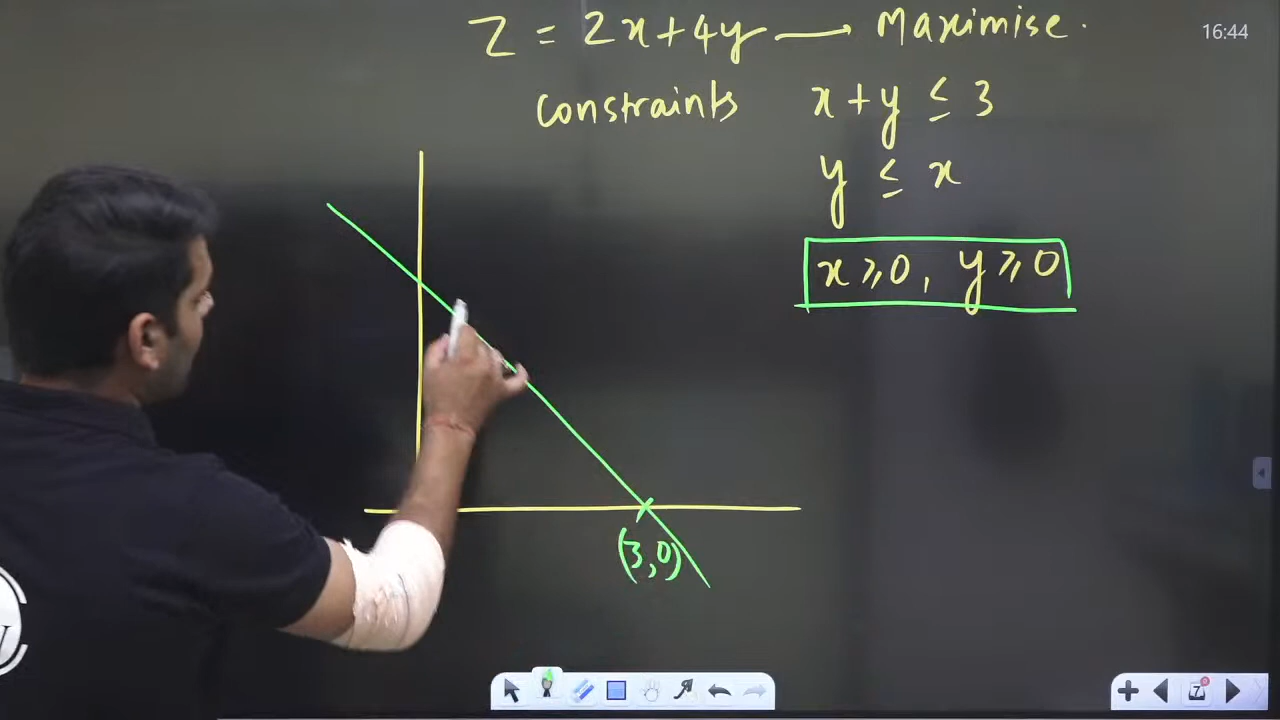 16:44
Z = 2x+4y → Maximise.
constraints x+y ≤ 3
y ≤ x
x ≥ 0, y ≥ 0
(3,0)